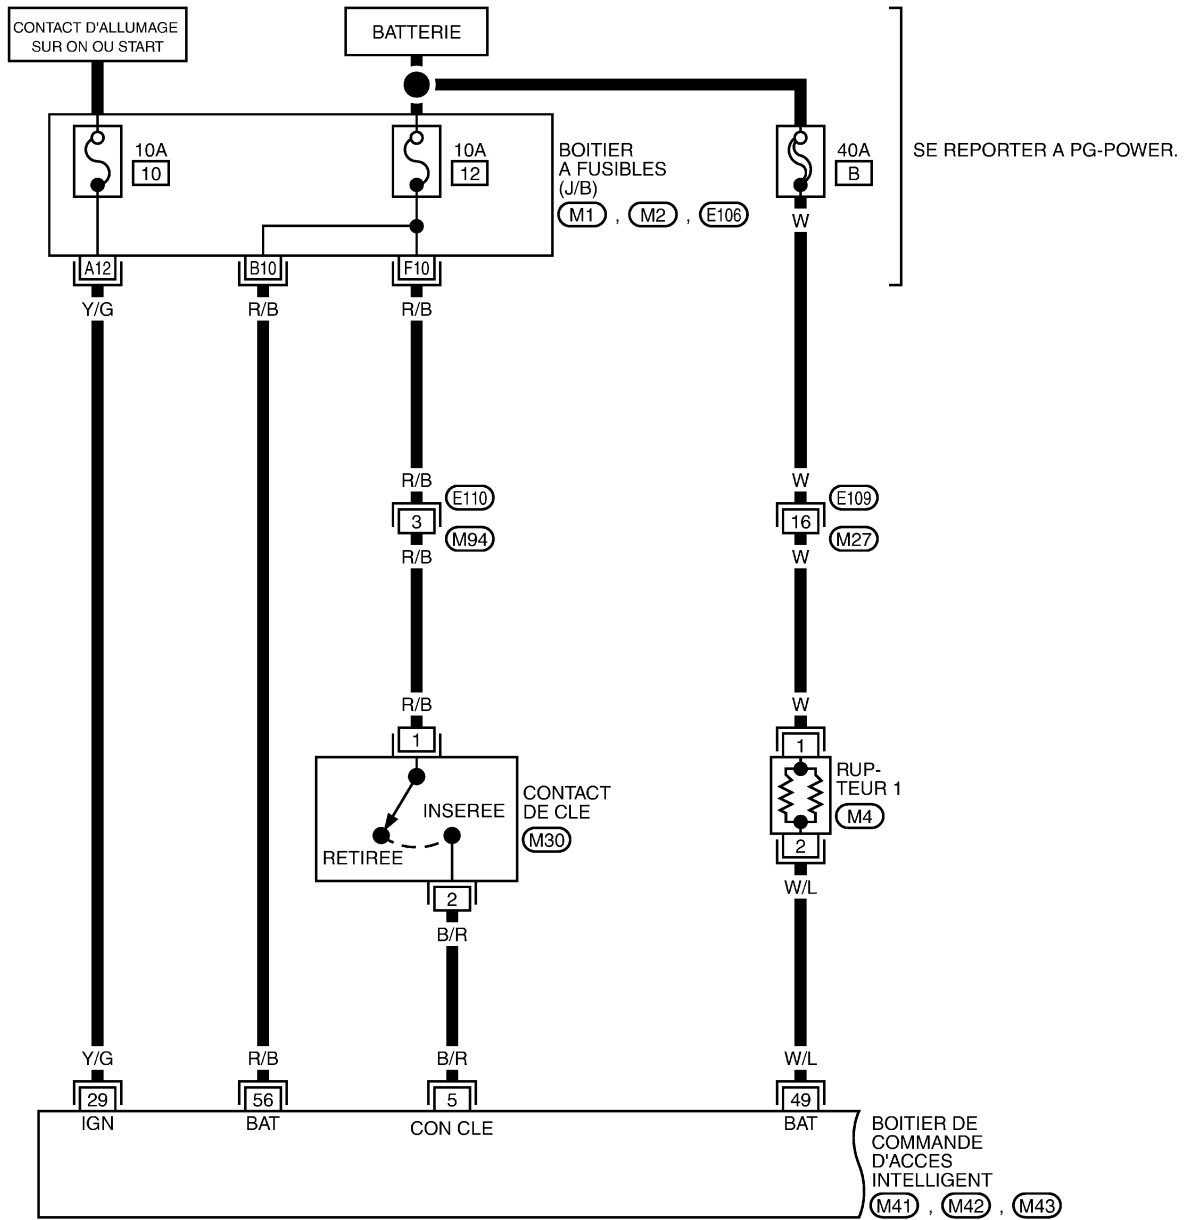 CONTACT D'ALLUMAGE
SUR ON OU START
BATTERIE
10A
10
10A
12
BOITIER
A FUSIBLES
(J/B)
M1 , M2 , E106
40A
B
SE REPORTER A PG-POWER.
W
A12
B10
F10
Y/G
R/B
R/B
R/B
E110
3
M94
R/B
W
E109
16
M27
W
R/B
W
1
1
CONTACT
DE CLE
M30
INSEREE
RETIREE
RUP-
TEUR 1
M4
2
2
B/R
W/L
Y/G
R/B
B/R
W/L
29
56
5
49
IGN
BAT
CON CLE
BAT
BOITIER DE
COMMANDE
D'ACCES
INTELLIGENT
M41 , M42 , M43